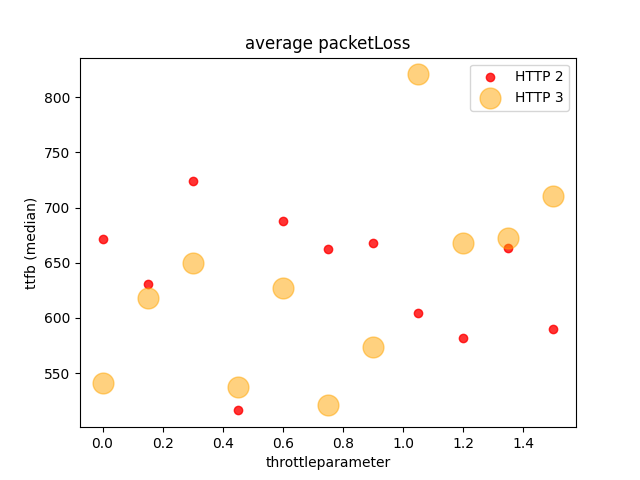 average packetLoss
HTTP 2
HTTP 3
ttfb (median)
800
750
700
650
600
550
0.0 0.2 0.4 0.6 0.8 1.0 1.2 1.4
throttleparameter